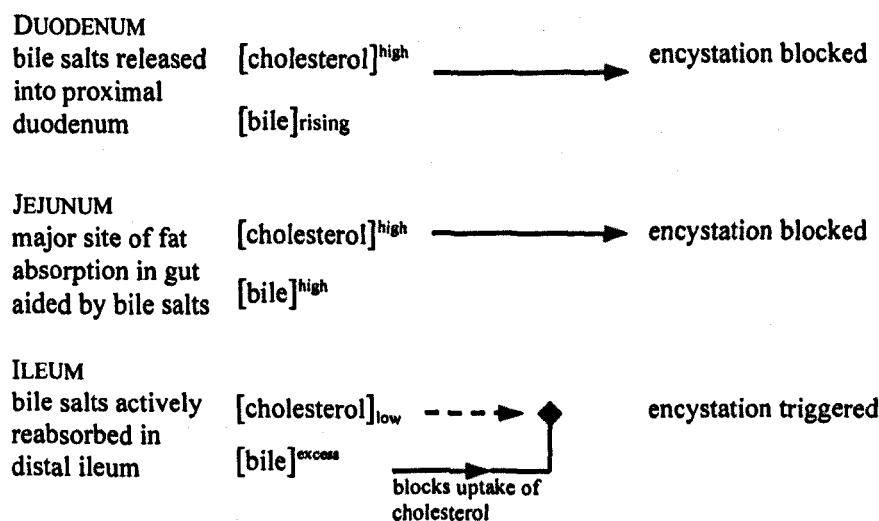 DUODENUM
bile salts released
into proximal
duodenum
[cholesterol]high
[bile]rising
encystation blocked
JEJUNUM
major site of fat
absorption in gut
aided by bile salts
[cholesterol]high
[bile]high
encystation blocked
ILEUM
bile salts actively
reabsorbed in
distal ileum
[cholesterol]low
[bile]excess
blocks uptake of
cholesterol
encystation triggered